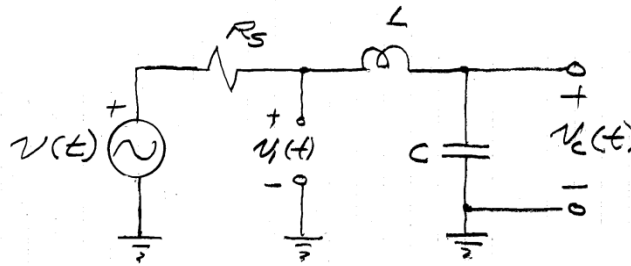 L
Rs
+
v(t)
+
v₁(t)
-
C
+
vc(t)
-